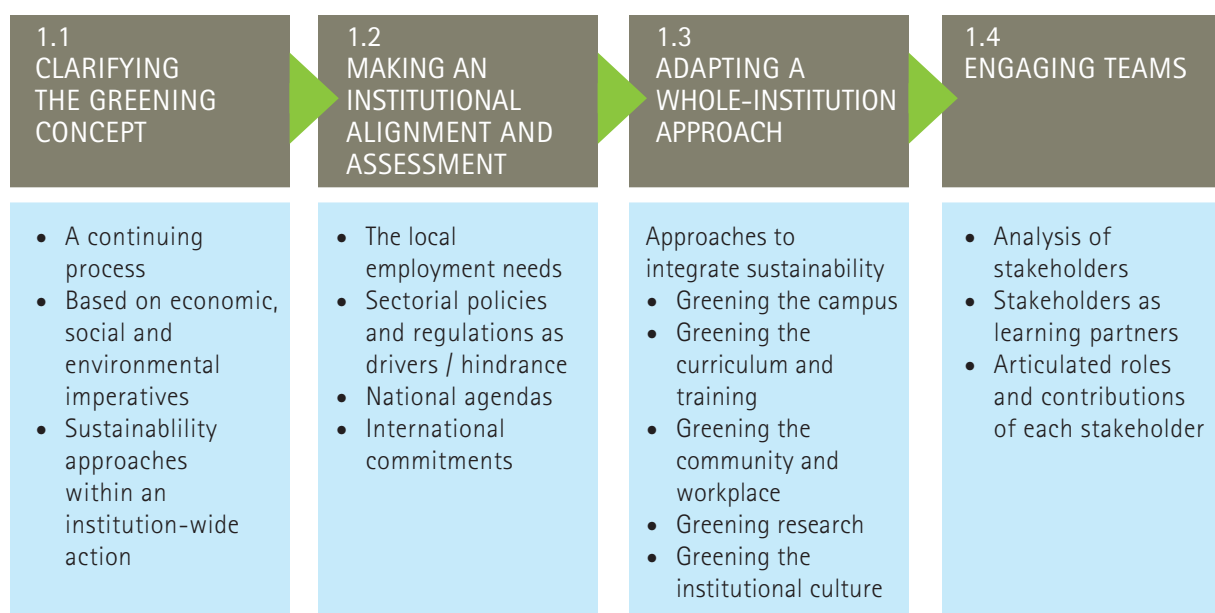 1.1
CLARIFYING
THE GREENING
CONCEPT
• A continuing
process
• Based on economic,
social and
environmental
imperatives
• Sustainablility
approaches
within an
institution-wide
action
1.2
MAKING AN
INSTITUTIONAL
ALIGNMENT AND
ASSESSMENT
• The local
employment needs
• Sectorial policies
and regulations as
drivers / hindrance
• National agendas
• International
commitments
1.3
ADAPTING A
WHOLE-INSTITUTION
APPROACH
Approaches to
integrate sustainability
• Greening the campus
• Greening the
curriculum and
training
• Greening the
community and
workplace
• Greening research
• Greening the
institutional culture
1.4
ENGAGING TEAMS
• Analysis of
stakeholders
• Stakeholders as
learning partners
• Articulated roles
and contributions
of each stakeholder